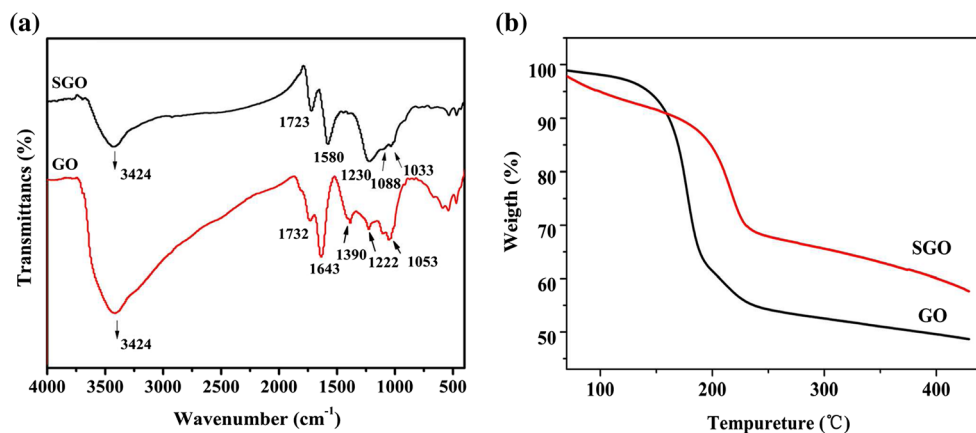 (a)
SGO
GO
3424
3424
1723
1580
1230
1088
1033
1732
1643
1390
1222
1053
Transmittancs (%)
4000 3500 3000 2500 2000 1500 1000 500
Wavenumber (cm⁻¹)
(b)
100
90
80
70
60
50
Weigth (%)
SGO
GO
100 200 300 400
Tempureture (℃)